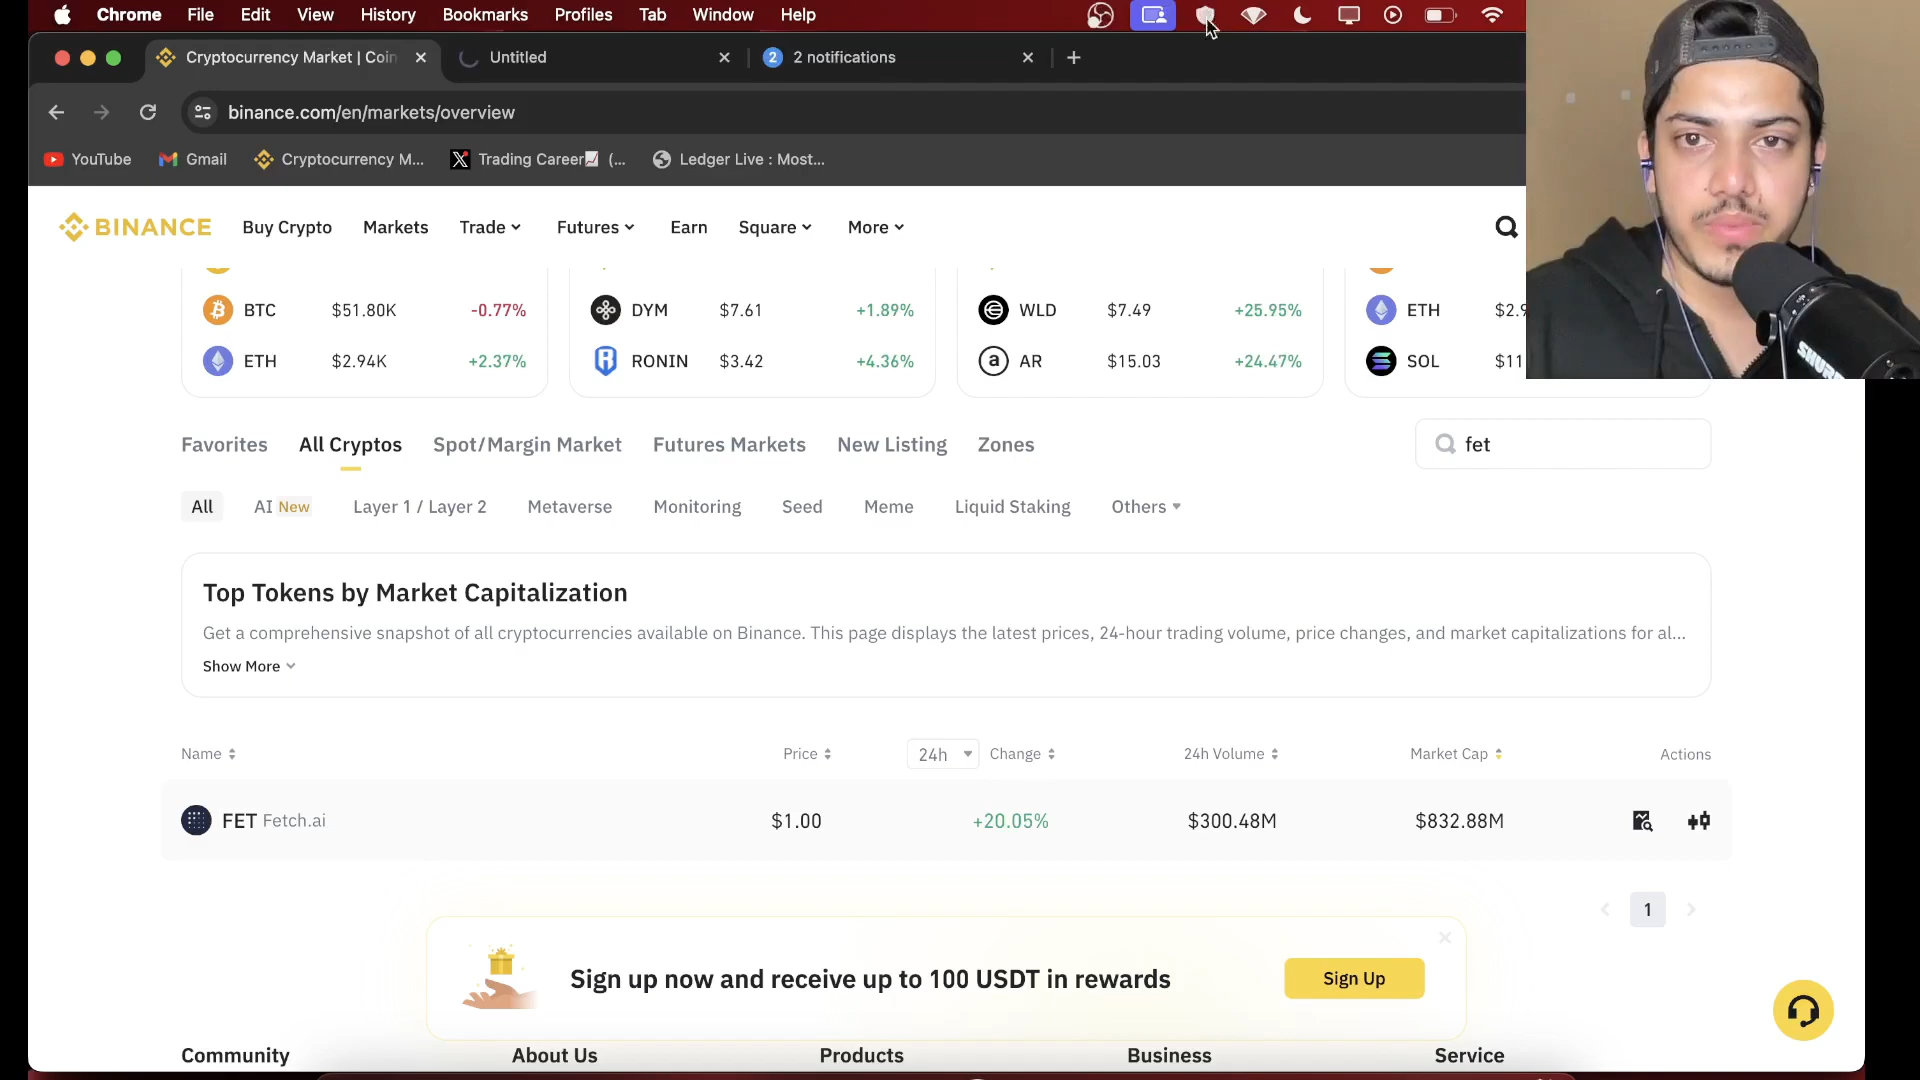 Chrome File Edit View History Bookmarks Profiles Tab Window Help
Cryptocurrency Market | Coin Untitled 2 2 notifications
binance.com/en/markets/overview
YouTube Gmail Cryptocurrency M... Trading Career (... Ledger Live : Most...
BINANCE Buy Crypto Markets Trade Futures Earn Square More
BTC $51.80K -0.77% DYM $7.61 +1.89% WLD $7.49 +25.95% ETH $2.9
ETH $2.94K +2.37% RONIN $3.42 +4.36% AR $15.03 +24.47% SOL $11
Favorites All Cryptos Spot/Margin Market Futures Markets New Listing Zones fet
All AI New Layer 1 / Layer 2 Metaverse Monitoring Seed Meme Liquid Staking Others
Top Tokens by Market Capitalization
Get a comprehensive snapshot of all cryptocurrencies available on Binance. This page displays the latest prices, 24-hour trading volume, price changes, and market capitalizations for al...
Show More
Name Price 24h Change 24h Volume Market Cap Actions
FET Fetch.ai $1.00 +20.05% $300.48M $832.88M
1
Sign up now and receive up to 100 USDT in rewards Sign Up
Community About Us Products Business Service